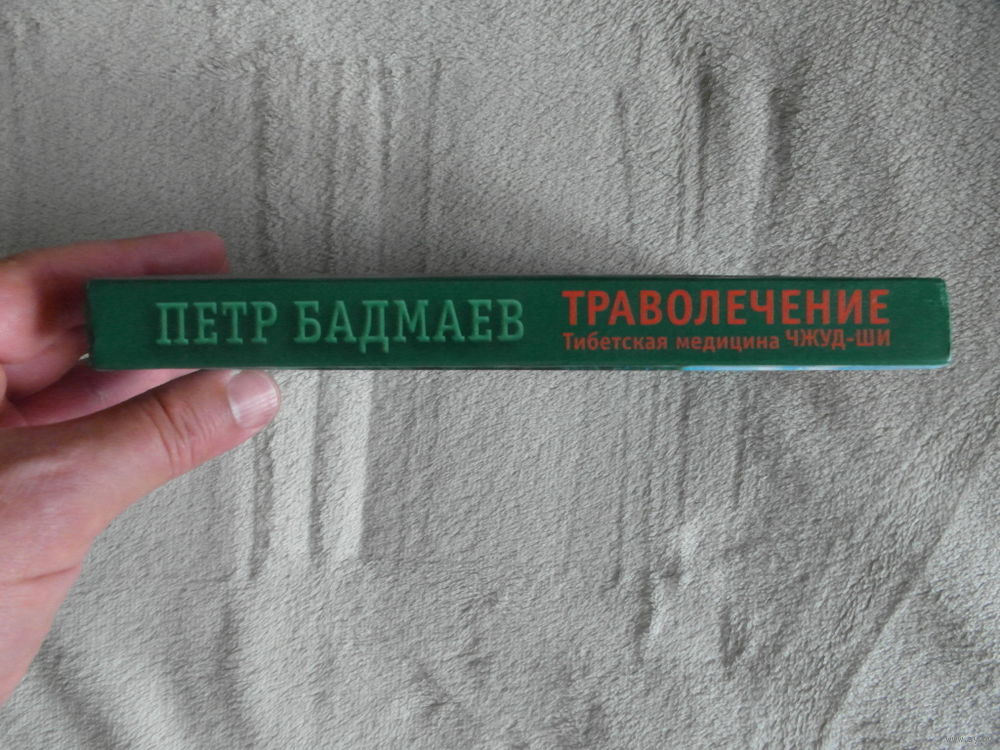 ПЕТР БАДМАЕВ
ТРАВОЛЕЧЕНИЕ
Тибетская медицина ЧЖУД-ШИ